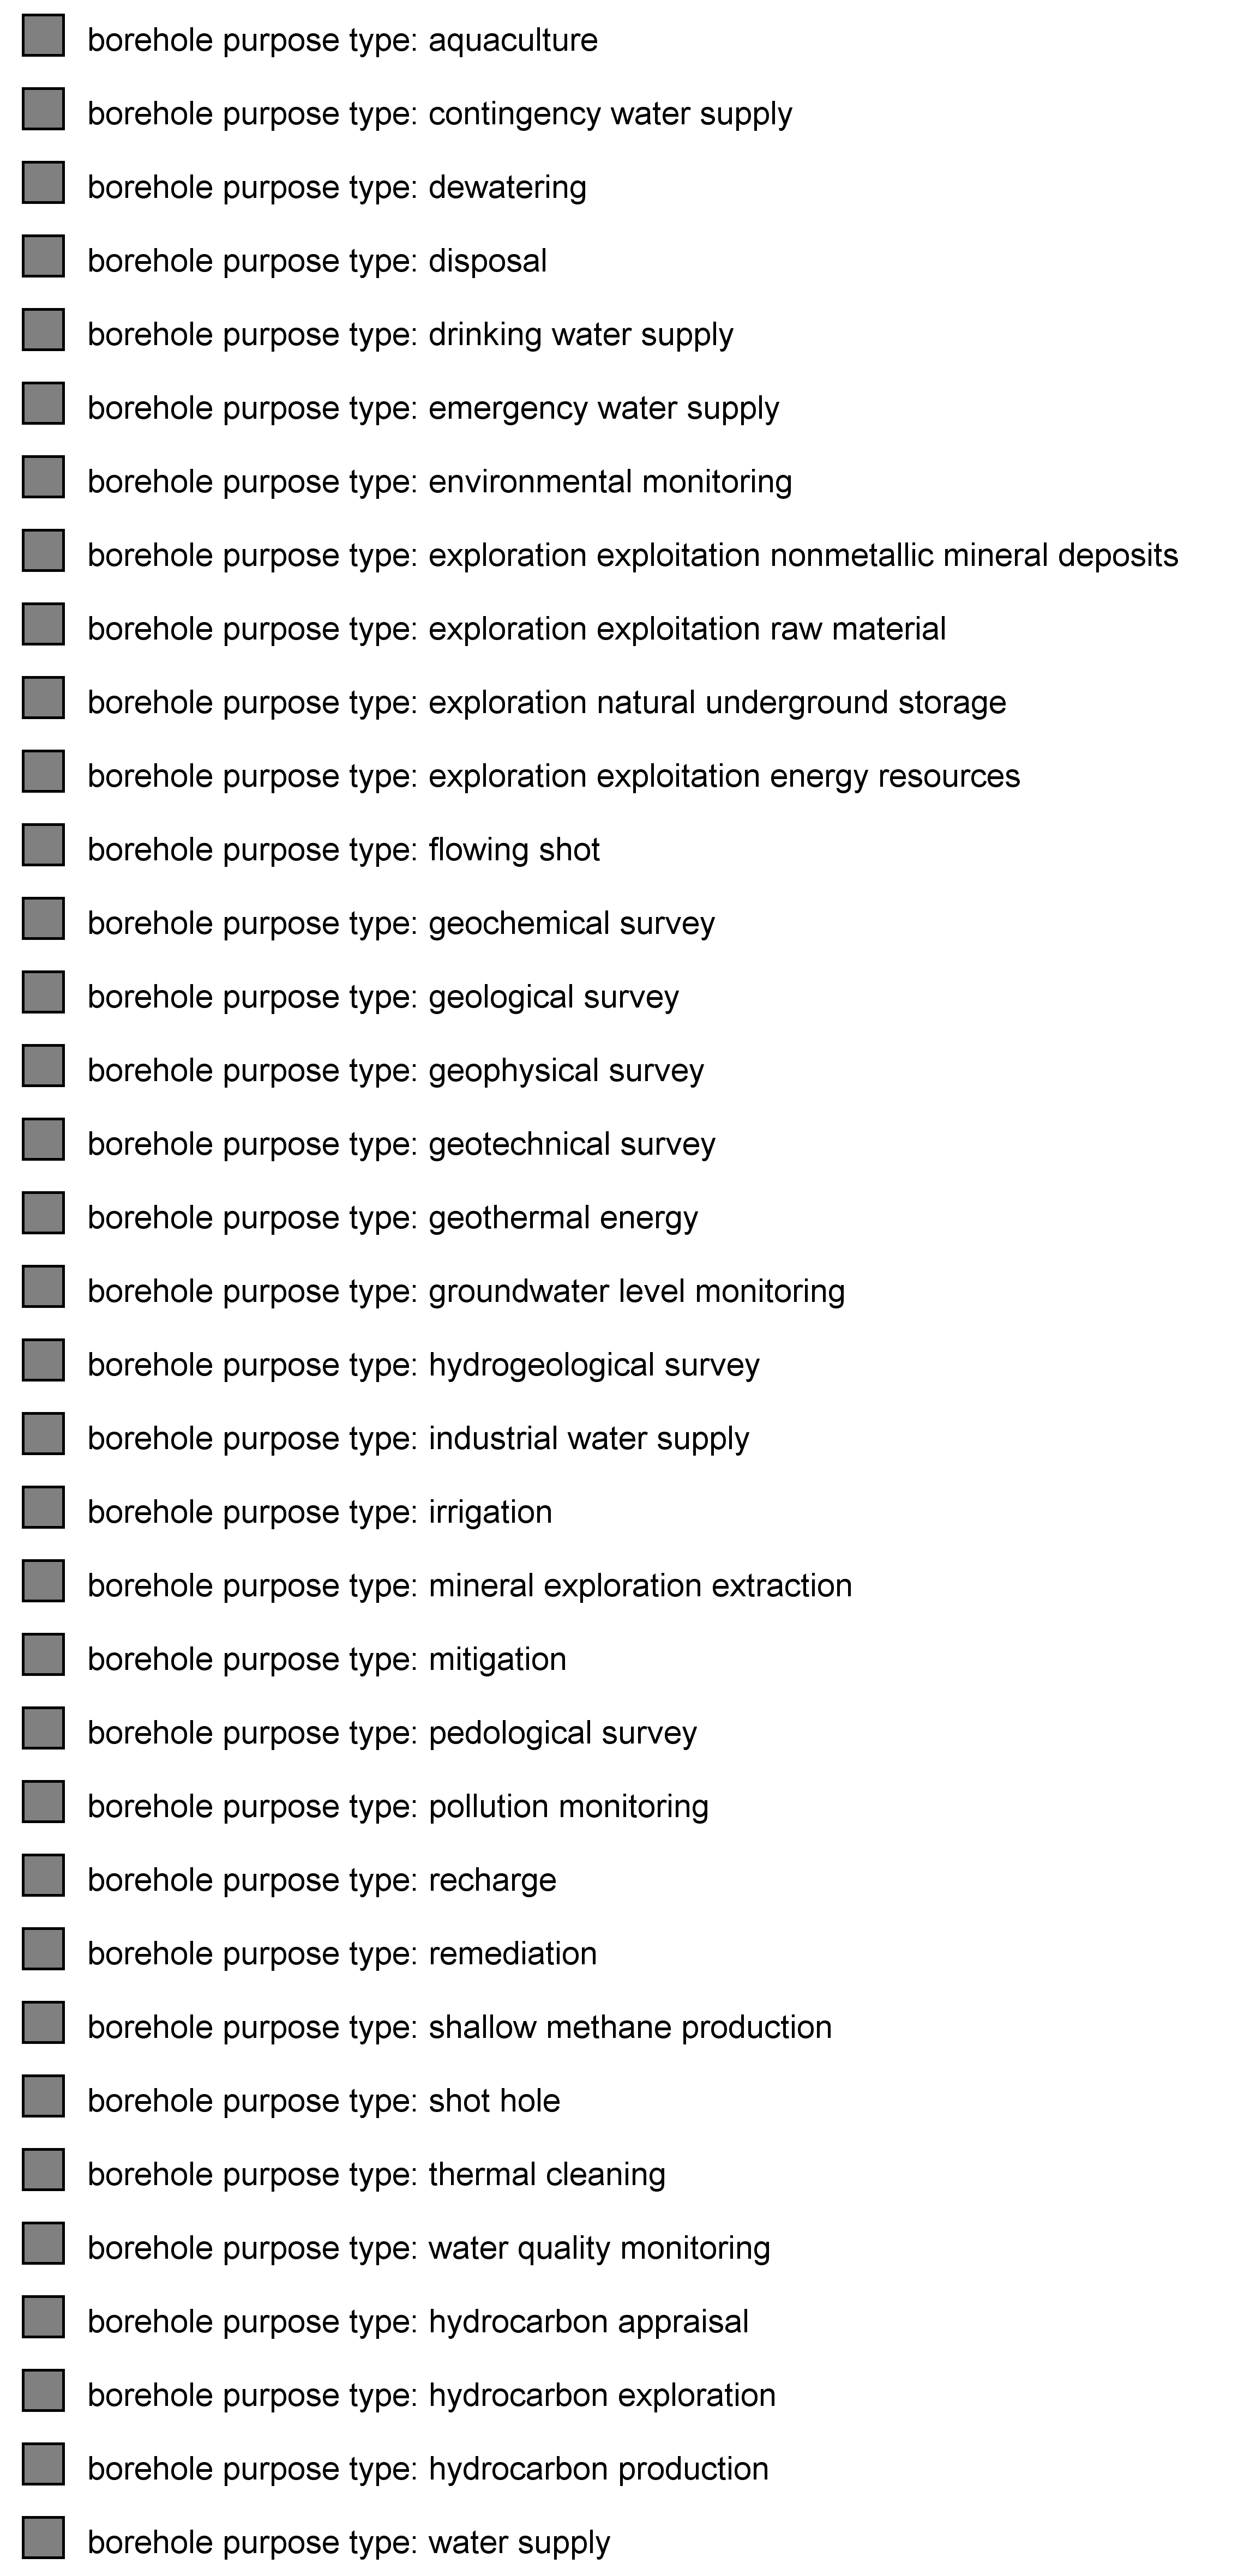 borehole purpose type: aquaculture
borehole purpose type: contingency water supply
borehole purpose type: dewatering
borehole purpose type: disposal
borehole purpose type: drinking water supply
borehole purpose type: emergency water supply
borehole purpose type: environmental monitoring
borehole purpose type: exploration exploitation nonmetallic mineral deposits
borehole purpose type: exploration exploitation raw material
borehole purpose type: exploration natural underground storage
borehole purpose type: exploration exploitation energy resources
borehole purpose type: flowing shot
borehole purpose type: geochemical survey
borehole purpose type: geological survey
borehole purpose type: geophysical survey
borehole purpose type: geotechnical survey
borehole purpose type: geothermal energy
borehole purpose type: groundwater level monitoring
borehole purpose type: hydrogeological survey
borehole purpose type: industrial water supply
borehole purpose type: irrigation
borehole purpose type: mineral exploration extraction
borehole purpose type: mitigation
borehole purpose type: pedological survey
borehole purpose type: pollution monitoring
borehole purpose type: recharge
borehole purpose type: remediation
borehole purpose type: shallow methane production
borehole purpose type: shot hole
borehole purpose type: thermal cleaning
borehole purpose type: water quality monitoring
borehole purpose type: hydrocarbon appraisal
borehole purpose type: hydrocarbon exploration
borehole purpose type: hydrocarbon production
borehole purpose type: water supply